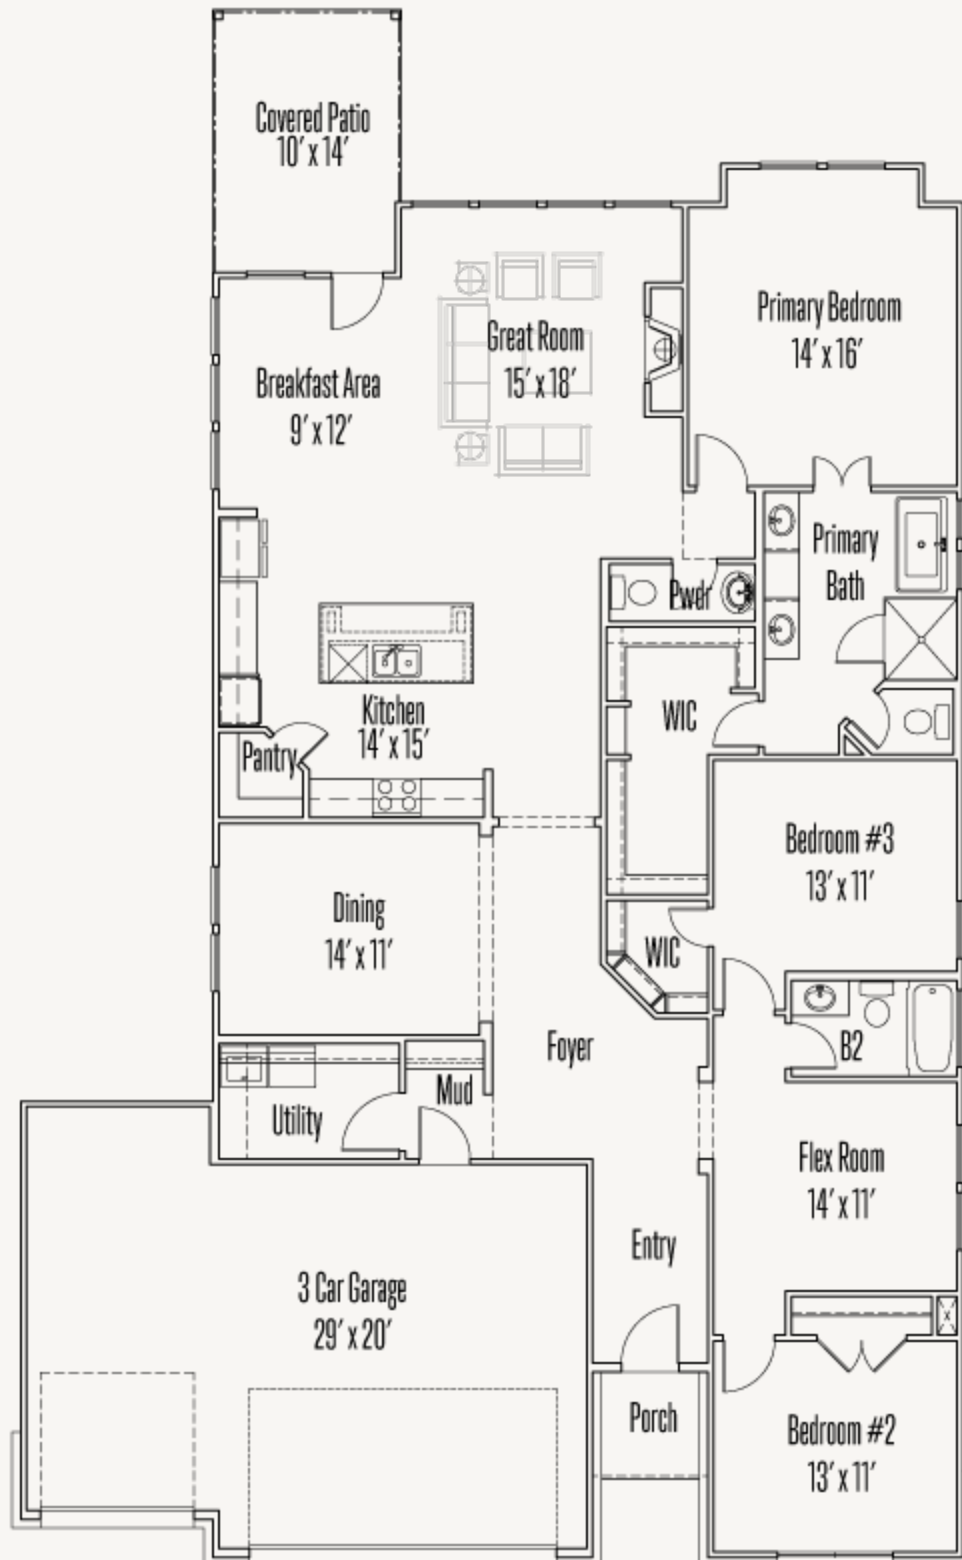 Covered Patio
10' x 14'
Primary Bedroom
14' x 16'
Great Room
15' x 18'
Breakfast Area
9' x 12'
Primary
Bath
Pwdr
WIC
Kitchen
14' x 15'
Pantry
Bedroom #3
13' x 11'
Dining
14' x 11'
WIC
Foyer
B2
Mud
Utility
Flex Room
14' x 11'
Entry
3 Car Garage
29' x 20'
Porch
Bedroom #2
13' x 11'